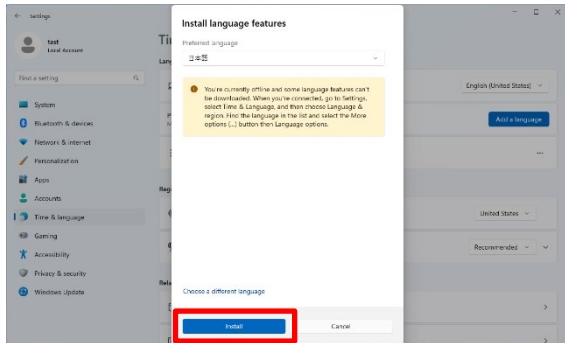 Settings
test
Local Account
Find a setting
System
Bluetooth & devices
Network & internet
Personalization
Apps
Accounts
Time & language
Gaming
Accessibility
Privacy & security
Windows Update
English (United States)
Add a language
United States
Recommended
Install language features
Preferred language
日本語
You're currently offline and some language features can't
be downloaded. When you're connected, go to Settings,
select Time & Language, and then choose Language &
region. Find the language in the list and select the More
options (...) button then Language options.
Choose a different language
Install
Cancel